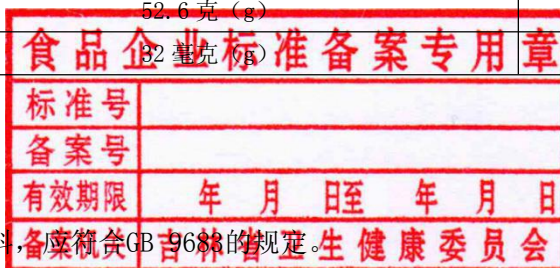 52.6 克（g）
食品企业标准备案专用章
32 毫克（g）
标准号
备案号
有效期限 年 月 日至 年 月 日
，应符合GB 9683的规定。
备案机关 吉林省卫生健康委员会